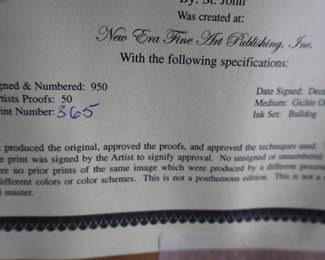 By: St. John
Was created at:
New Era Fine Art Publishing, Inc.
With the following specifications:
gned & Numbered: 950
rtists Proofs: 50
int Number: 365
Date Signed: Dece
Medium: Giclée O
Ink Set: Bulldog
produced the original, approved the proofs, and approved the techniques used.
e print was signed by the Artist to signify approval. No unsigned or unnumbered
re no prior prints of the same image which were produced by a different process
different colors or color schemes. This is not a posthumous edition. This is not a
l master.